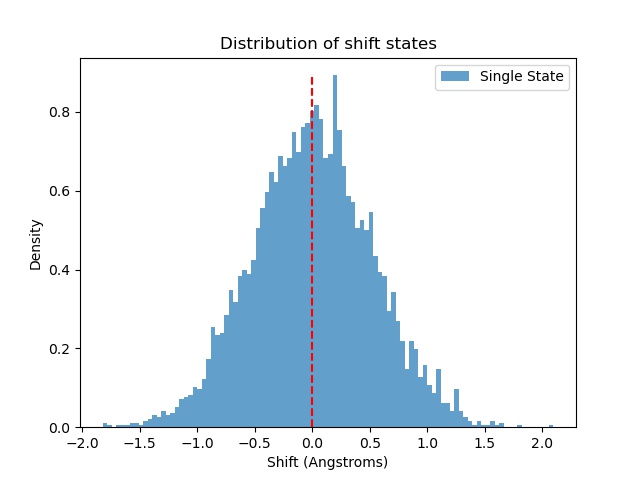 Distribution of shift states
Single State
Density
0.8
0.6
0.4
0.2
0.0
−2.0 −1.5 −1.0 −0.5 0.0 0.5 1.0 1.5 2.0
Shift (Angstroms)